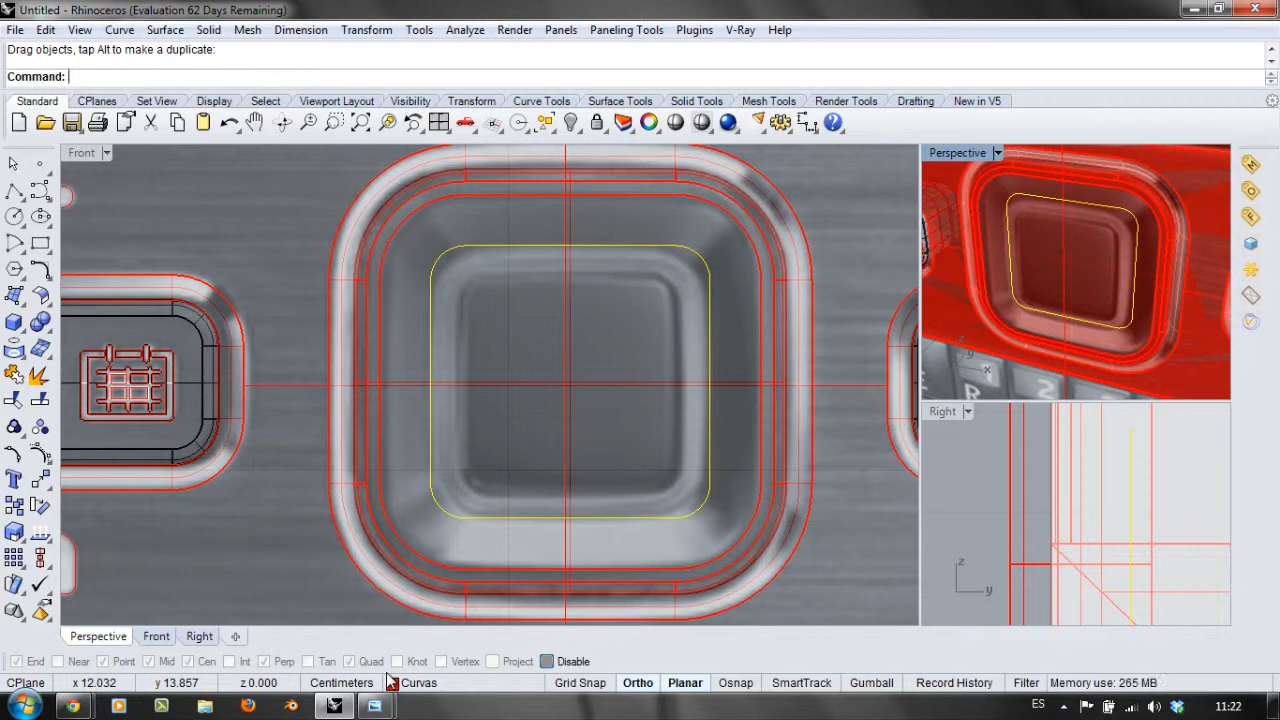 Untitled - Rhinoceros (Evaluation 62 Days Remaining)
File Edit View Curve Surface Solid Mesh Dimension Transform Tools Analyze Render Panels Paneling Tools Plugins V-Ray Help
Drag objects, tap Alt to make a duplicate:
Command:
Standard CPlanes Set View Display Select Viewport Layout Visibility Transform Curve Tools Surface Tools Solid Tools Mesh Tools Render Tools Drafting New in V5
Front
Perspective
z
y
x
R
2
Right
z
y
Perspective Front Right
End Near Point Mid Cen Int Perp Tan Quad Knot Vertex Project Disable
CPlane x 12.032 y 13.857 z 0.000 Centimeters Curvas Grid Snap Ortho Planar Osnap SmartTrack Gumball Record History Filter Memory use: 265 MB
ES 11:22